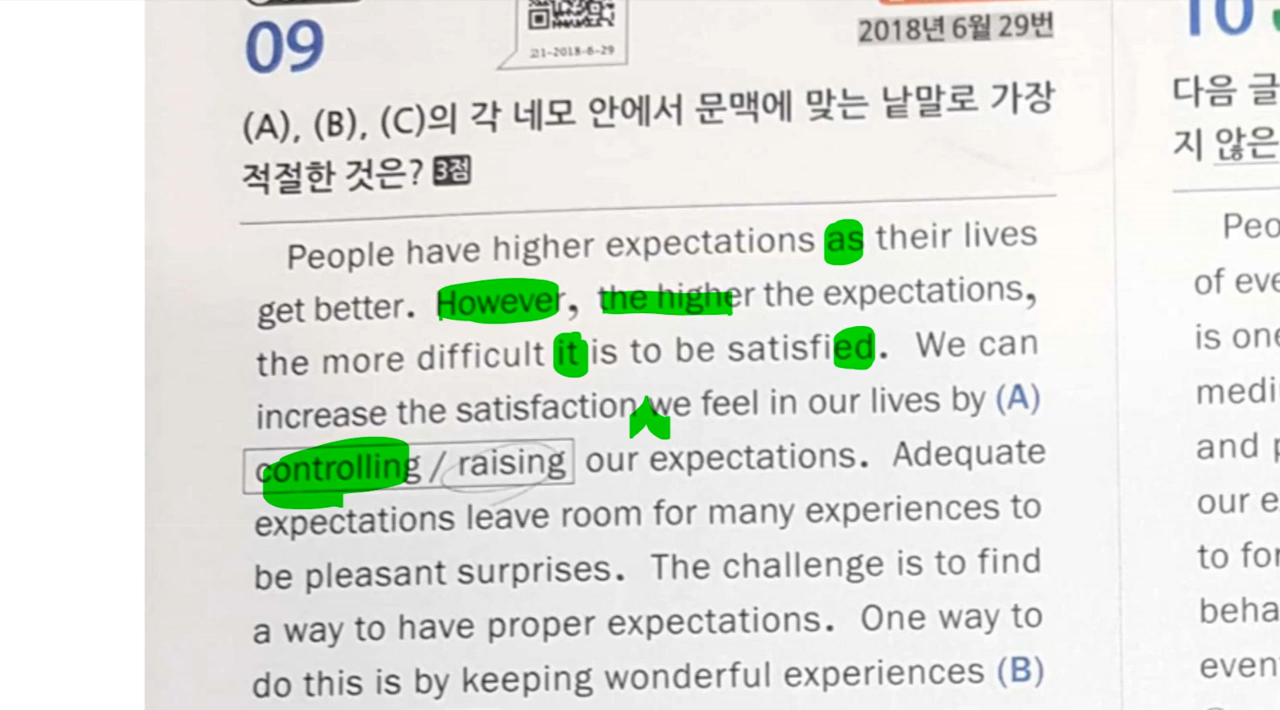 09
21-2018-6-29
2018년 6월 29번
(A), (B), (C)의 각 네모 안에서 문맥에 맞는 낱말로 가장
적절한 것은? 3점
People have higher expectations as their lives
get better. However, the higher the expectations,
the more difficult it is to be satisfied. We can
increase the satisfaction we feel in our lives by (A)
controlling / raising our expectations. Adequate
expectations leave room for many experiences to
be pleasant surprises. The challenge is to find
a way to have proper expectations. One way to
do this is by keeping wonderful experiences (B)
10
다음 글
지 않은
Peo
of eve
is one
medi
and p
our e
to for
beha
even